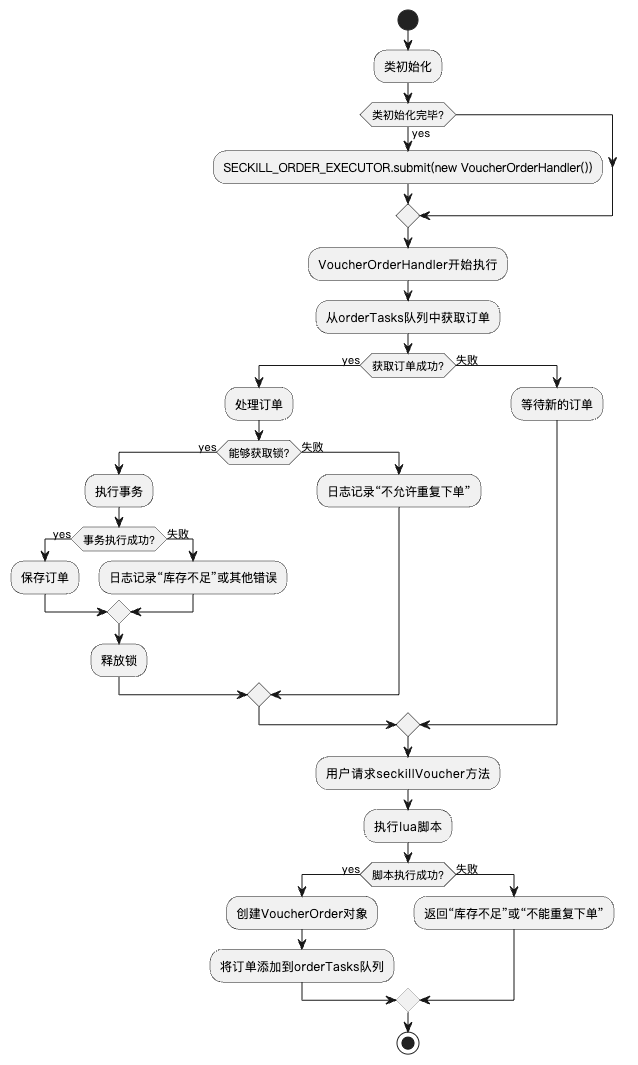 类初始化
类初始化完毕?
yes
SECKILL_ORDER_EXECUTOR.submit(new VoucherOrderHandler())
VoucherOrderHandler开始执行
从orderTasks队列中获取订单
yes
获取订单成功?
失败
处理订单
等待新的订单
yes
能够获取锁?
失败
执行事务
日志记录“不允许重复下单”
yes
事务执行成功?
失败
保存订单
日志记录“库存不足”或其他错误
释放锁
用户请求seckillVoucher方法
执行lua脚本
yes
脚本执行成功?
失败
创建VoucherOrder对象
返回“库存不足”或“不能重复下单”
将订单添加到orderTasks队列